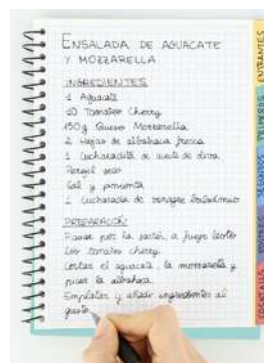 ENSALADA DE AGUACATE
Y MOZZARELLA
INGREDIENTES
1 Aguacate
10 Tomates Cherry
150g Queso Mozzarella
2 Hojas de albahaca fresca
1 Cucharadita de aceite de oliva
Perejil seco
Sal y pimienta
1 cucharada de vinagre balsámico
PREPARACIÓN
Pasar por la sartén, a fuego lento
los tomates cherry.
Cortar el aguacate, la mozzarella y
picar la albahaca.
Emplatar y añadir ingredientes al
gusto.
ENTRANTES
PRIMEROS
SEGUNDOS
POSTRES
COCKTAILS